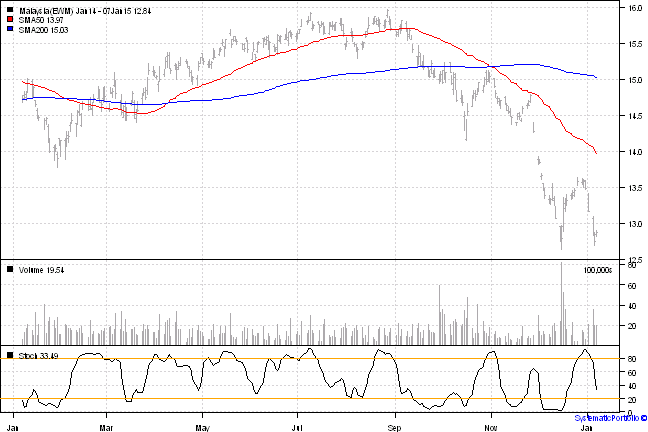 Malaysia(EWM) Jan14 - 07Jan15 12.84
SMA50 13.97
SMA200 15.03
16.0
15.5
15.0
14.5
14.0
13.5
13.0
12.5
Volume 19.54
100,000s
80
60
40
20
Stoch 33.49
80
60
40
20
0
Jan
Mar
May
Jul
Sep
Nov
Jan
SystematicPortfolio ©